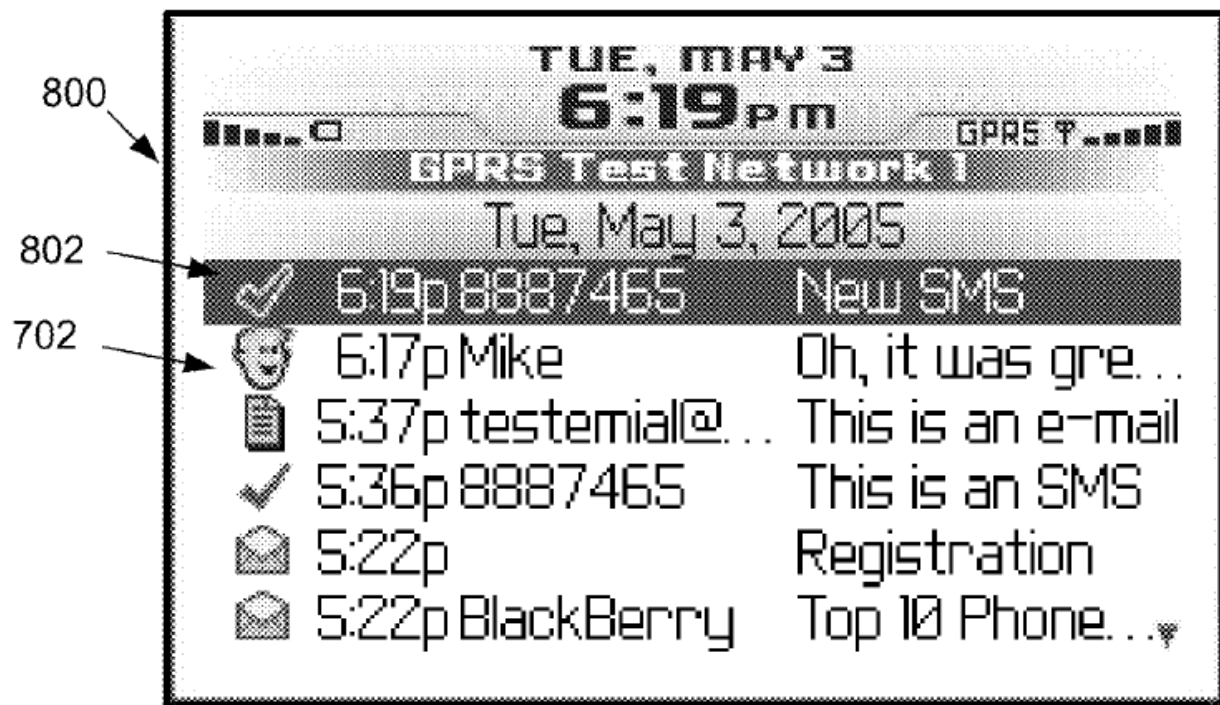 TUE, MAY 3
6:19PM
GPRS
GPRS Test Network 1
Tue, May 3, 2005
6:19p 8887465 New SMS
6:17p Mike Oh, it was gre...
5:37p testemial@... This is an e-mail
5:36p 8887465 This is an SMS
5:22p Registration
5:22p BlackBerry Top 10 Phone...
800
802
702